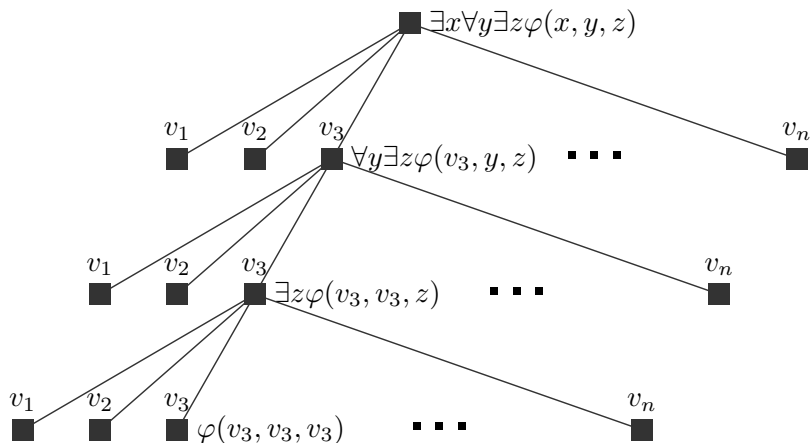 ∃x∀y∃zφ(x, y, z)
v₁ v₂ v₃ vₙ
∀y∃zφ(v₃, y, z) ▪ ▪ ▪
v₁ v₂ v₃ vₙ
∃zφ(v₃, v₃, z) ▪ ▪ ▪
v₁ v₂ v₃ vₙ
φ(v₃, v₃, v₃) ▪ ▪ ▪